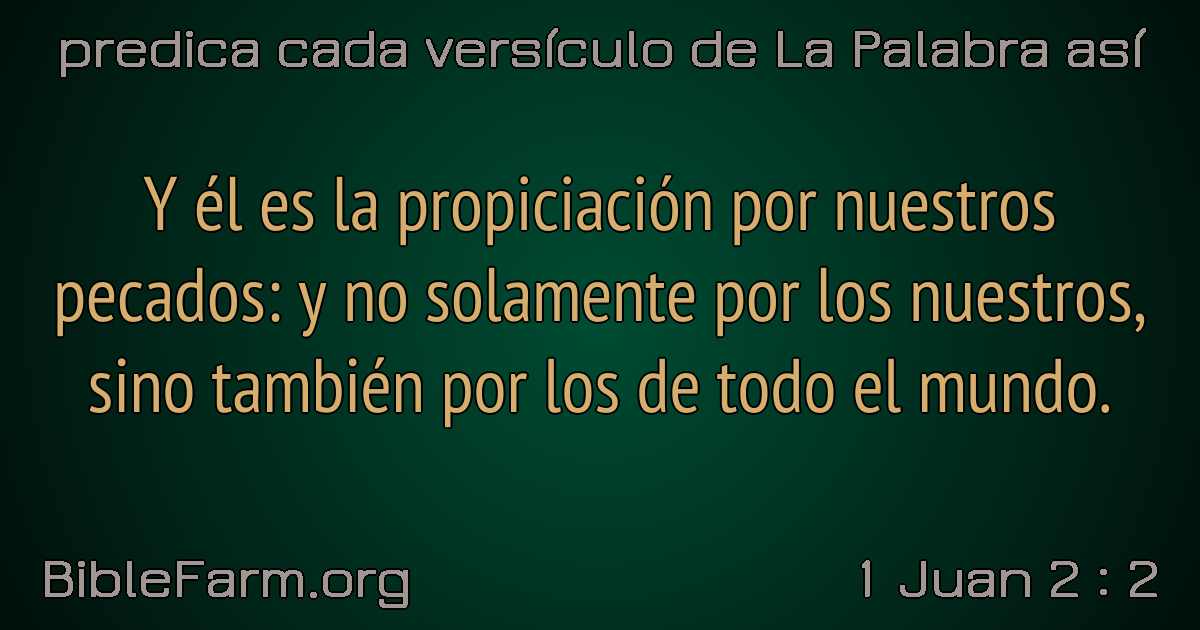 predica cada versículo de La Palabra así
Y él es la propiciación por nuestros
pecados: y no solamente por los nuestros,
sino también por los de todo el mundo.
BibleFarm.org
1 Juan 2 : 2